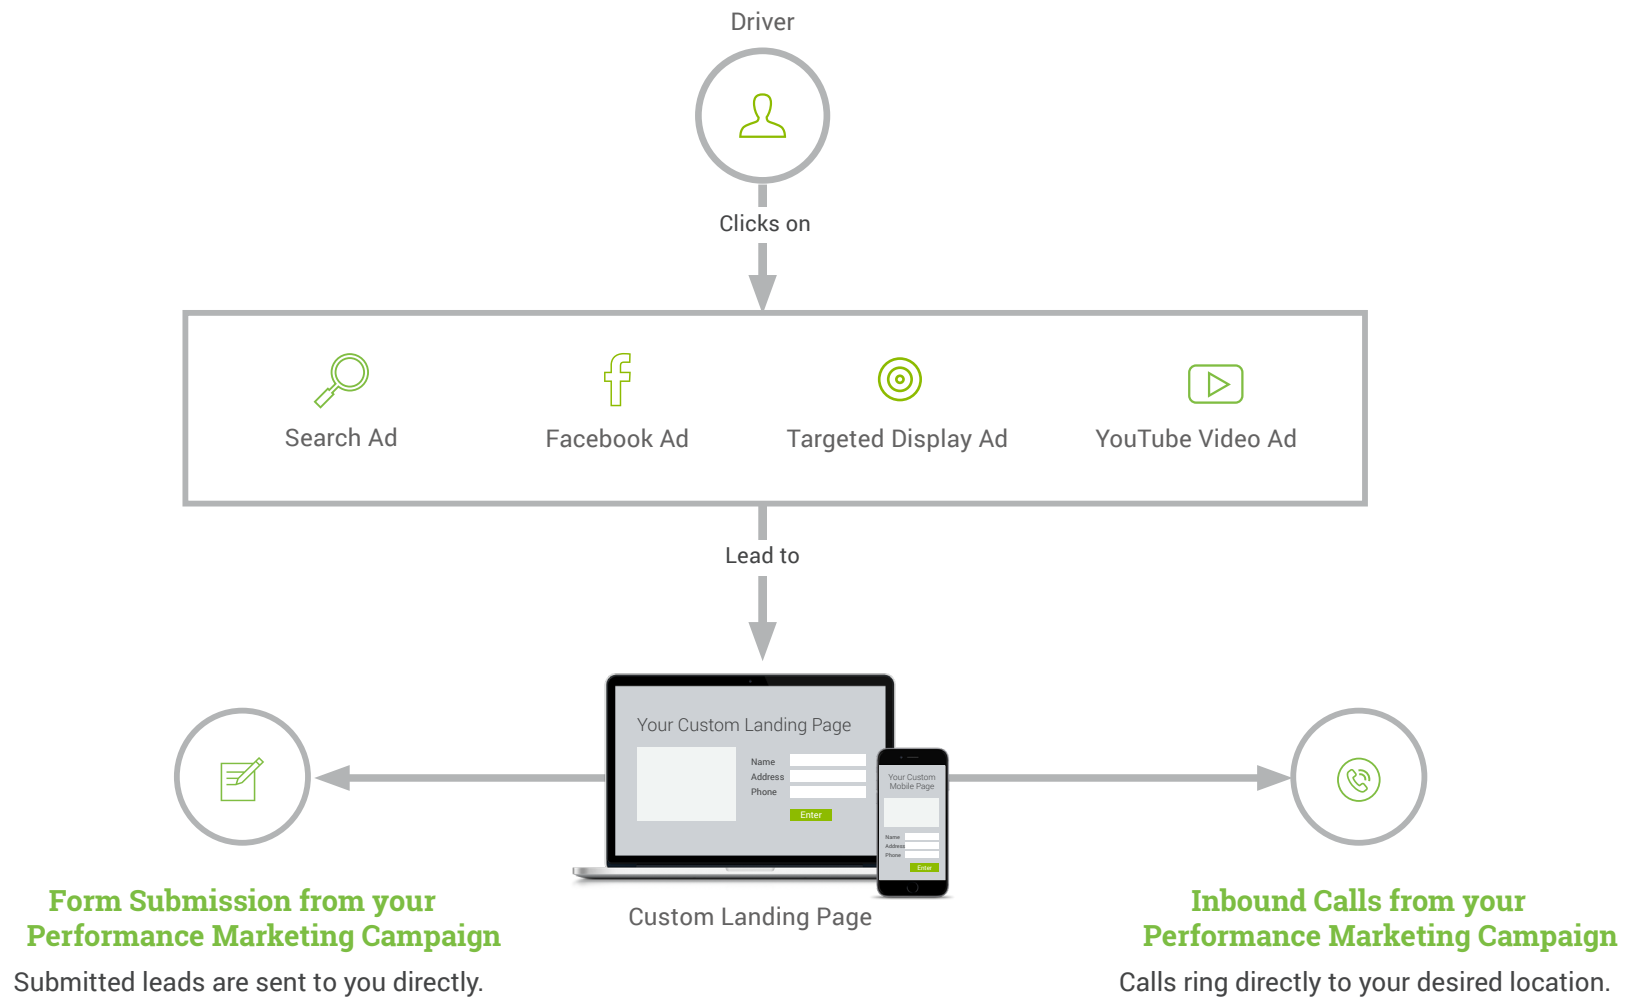 Driver
Clicks on
Search Ad
Facebook Ad
Targeted Display Ad
YouTube Video Ad
Lead to
Your Custom Landing Page
Name
Address
Phone
Enter
Your Custom
Mobile Page
Name
Address
Phone
Enter
Custom Landing Page
Form Submission from your
Performance Marketing Campaign
Submitted leads are sent to you directly.
Inbound Calls from your
Performance Marketing Campaign
Calls ring directly to your desired location.